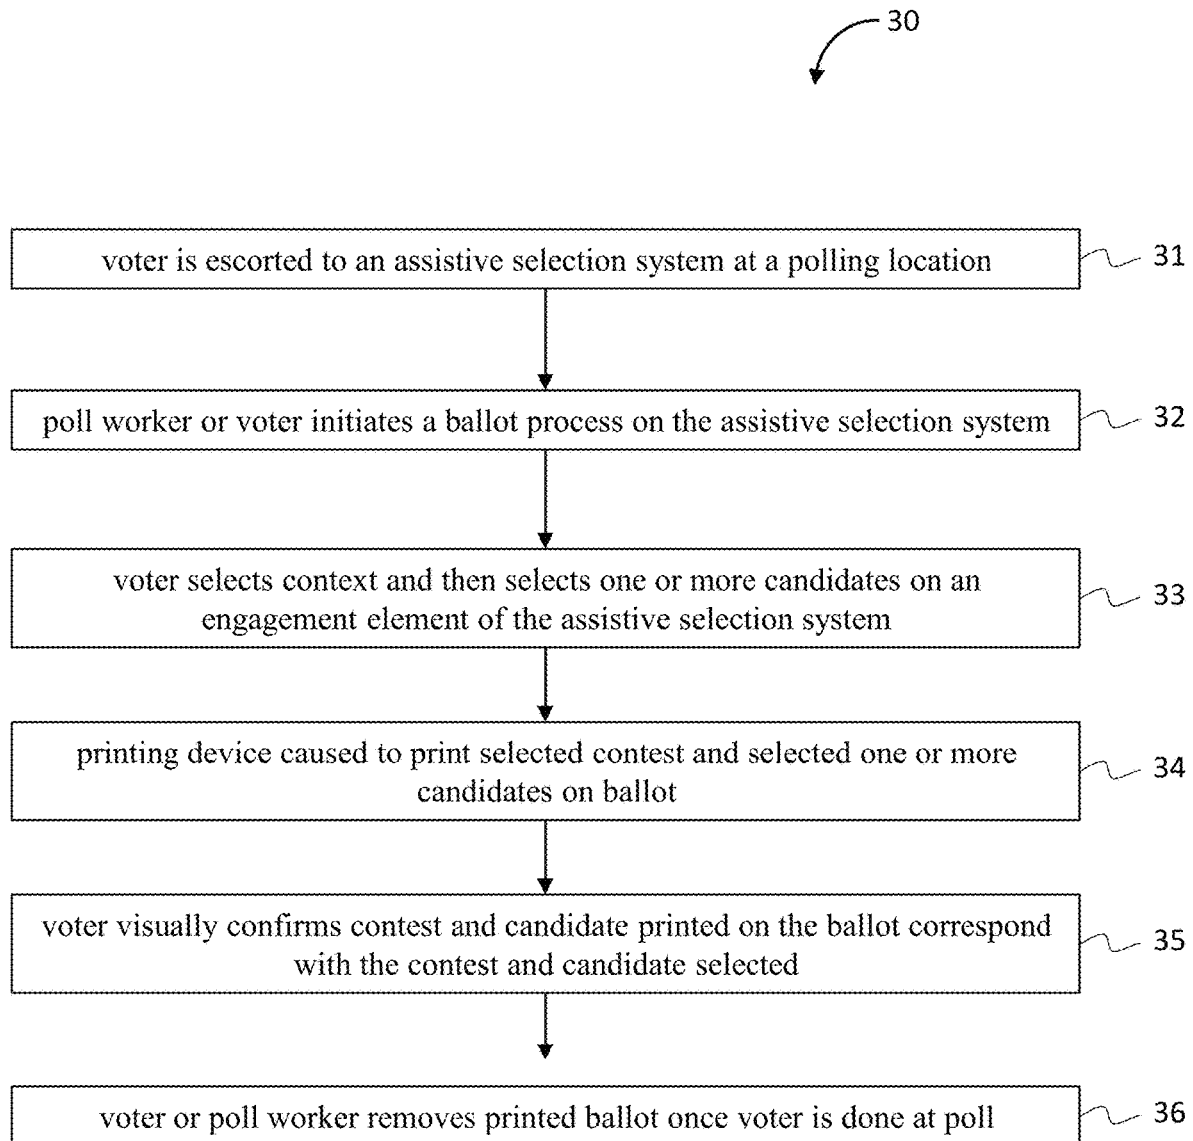 30
voter is escorted to an assistive selection system at a polling location
31
poll worker or voter initiates a ballot process on the assistive selection system
32
voter selects context and then selects one or more candidates on an
engagement element of the assistive selection system
33
printing device caused to print selected contest and selected one or more
candidates on ballot
34
voter visually confirms contest and candidate printed on the ballot correspond
with the contest and candidate selected
35
voter or poll worker removes printed ballot once voter is done at poll
36